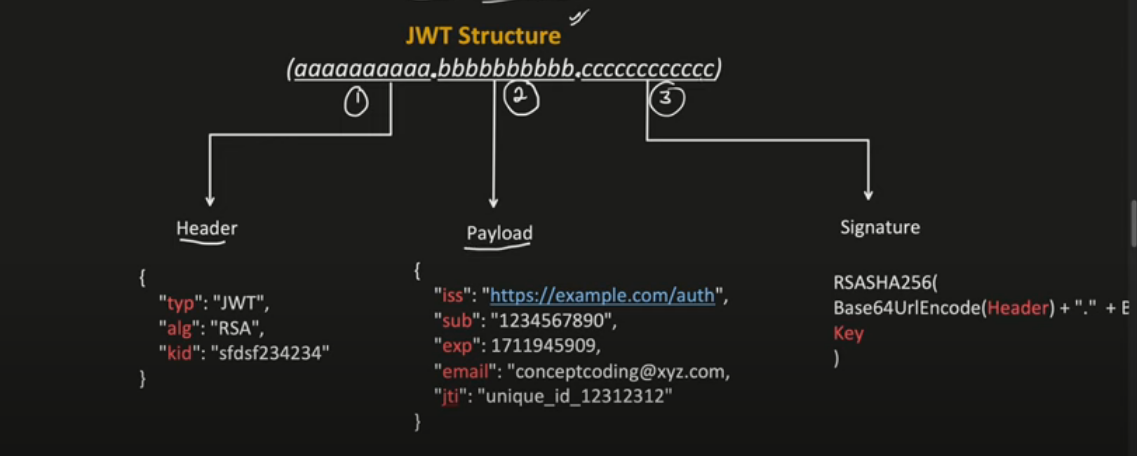 JWT Structure
(aaaaaaaaaa.bbbbbbbbbb.cccccccccccc)
1
2
3
Header
{
"typ": "JWT",
"alg": "RSA",
"kid": "sfdsf234234"
}
Payload
{
"iss": "https://example.com/auth",
"sub": "1234567890",
"exp": 1711945909,
"email": "conceptcoding@xyz.com,
"jti": "unique_id_12312312"
}
Signature
RSASHA256(
Base64UrlEncode(Header) + "." + B
Key
)